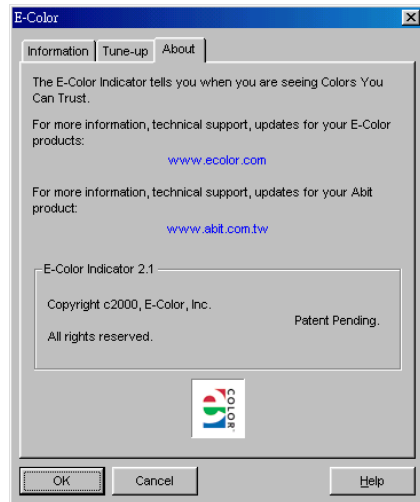 E-Color
Information
Tune-up
About
The E-Color Indicator tells you when you are seeing Colors You
Can Trust.
For more information, technical support, updates for your E-Color
products:
www.ecolor.com
For more information, technical support, updates for your Abit
product:
www.abit.com.tw
E-Color Indicator 2.1
Copyright c2000, E-Color, Inc.
Patent Pending.
All rights reserved.
COLOR
OK
Cancel
Help